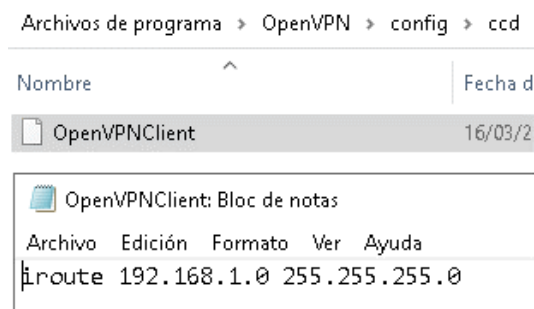 Archivos de programa > OpenVPN > config > ccd
Nombre Fecha d
OpenVPNClient 16/03/2
OpenVPNClient: Bloc de notas
Archivo Edición Formato Ver Ayuda
iroute 192.168.1.0 255.255.255.0